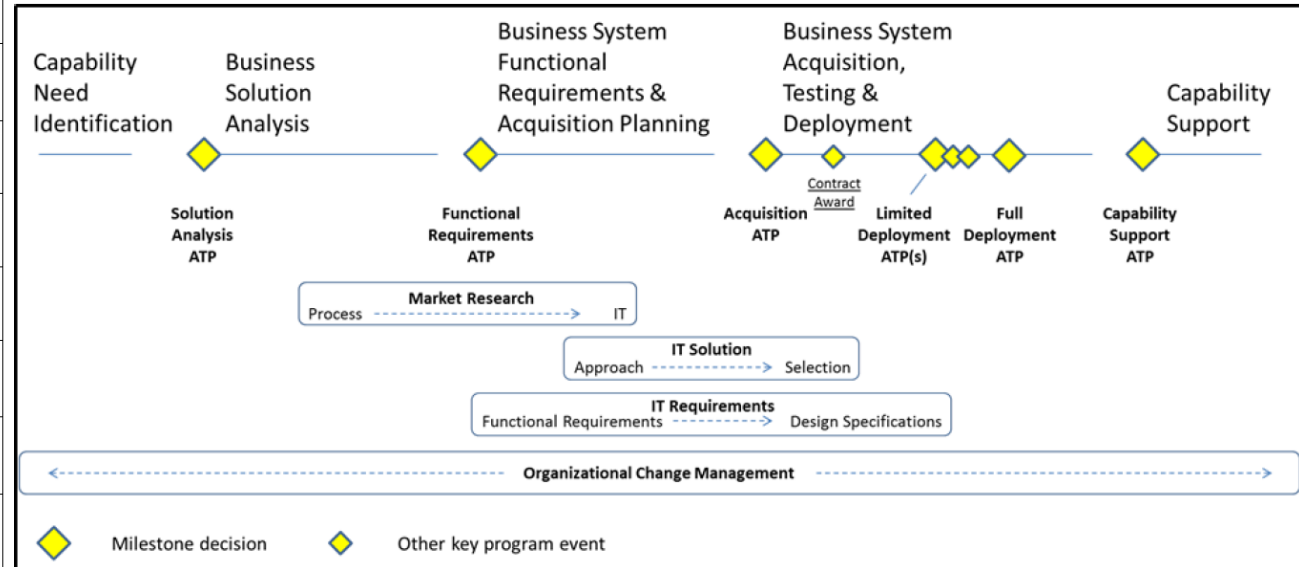 Capability
Need
Identification
Business
Solution
Analysis
Business System
Functional
Requirements &
Acquisition Planning
Business System
Acquisition,
Testing &
Deployment
Capability
Support
Solution
Analysis
ATP
Functional
Requirements
ATP
Acquisition
ATP
Contract
Award
Limited
Deployment
ATP(s)
Full
Deployment
ATP
Capability
Support
ATP
Market Research
Process IT
IT Solution
Approach Selection
IT Requirements
Functional Requirements Design Specifications
Organizational Change Management
Milestone decision Other key program event